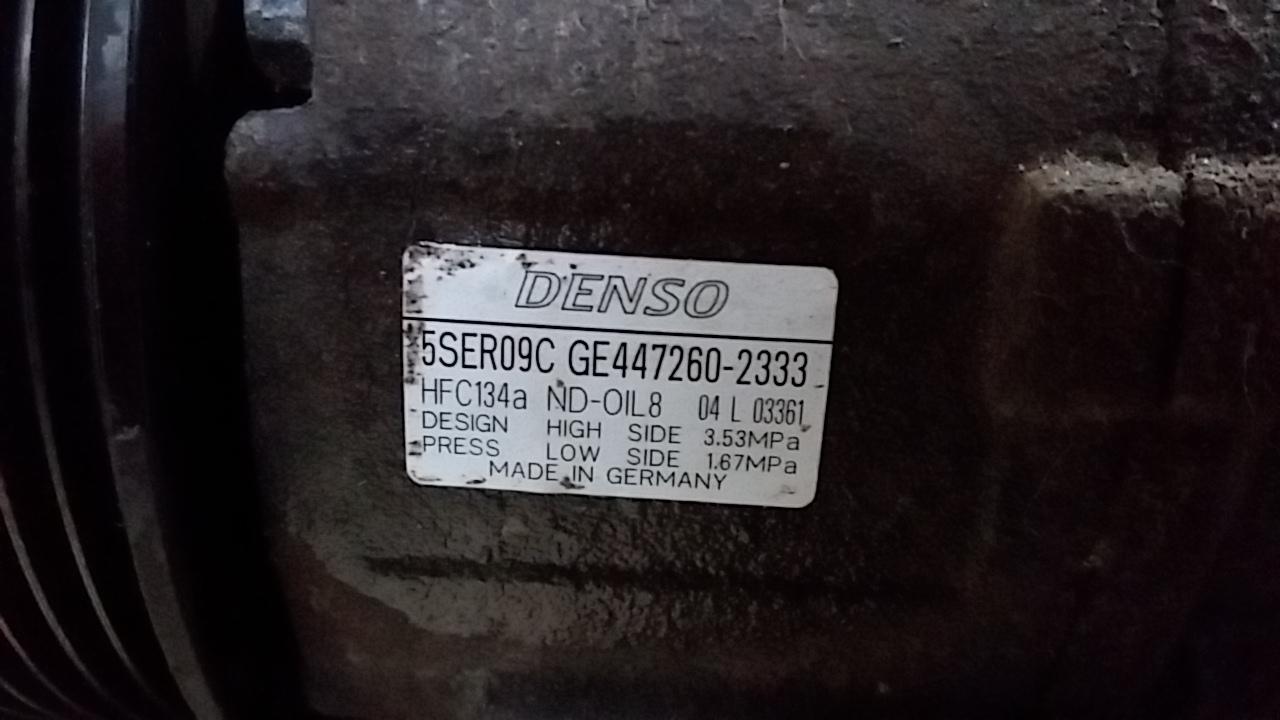 DENSO
5SER09C GE447260-2333
HFC134a ND-OIL8 04 L 03361
DESIGN HIGH SIDE 3.53MPa
PRESS LOW SIDE 1.67MPa
MADE IN GERMANY